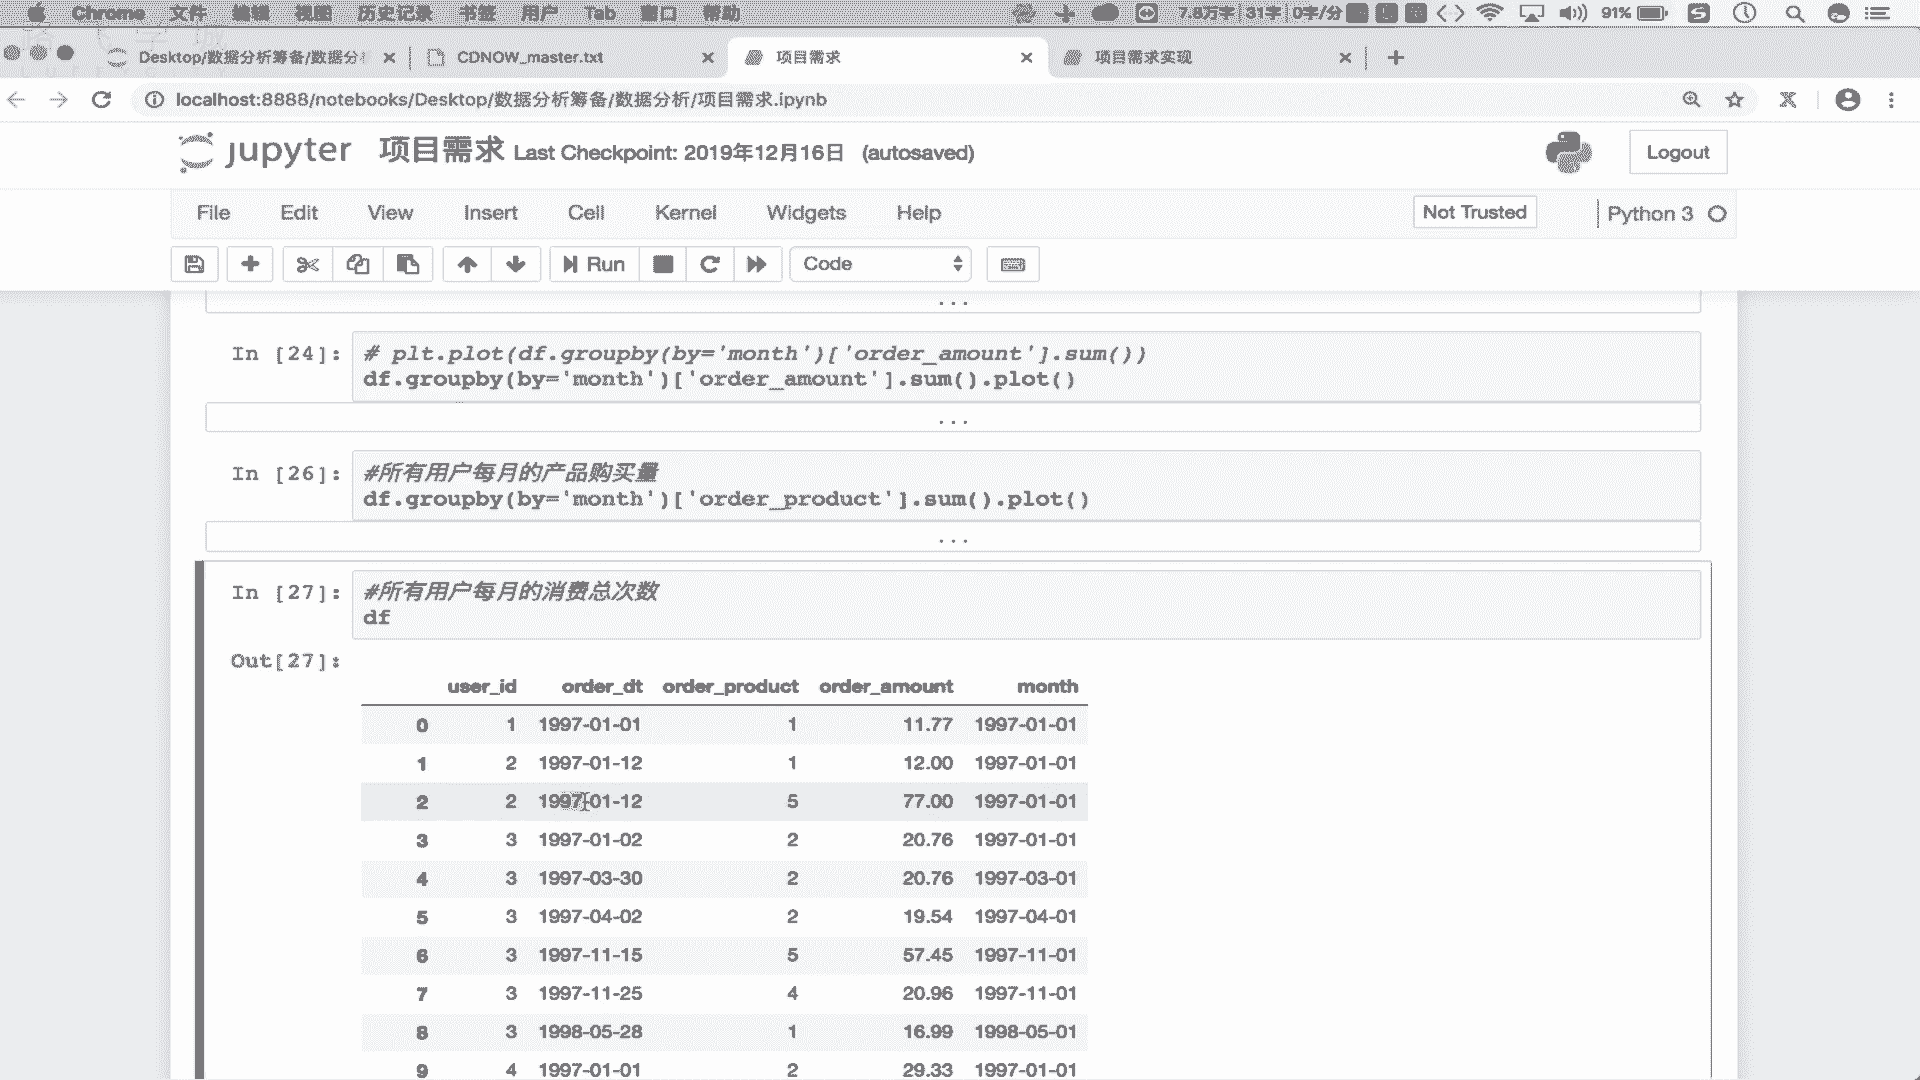 Chrome 文件 编辑 视图 历史记录 书签 用户 Tab 窗口 帮助 7.8万字 31字 0字/分 91%
Desktop/数据分析筹备/数据分 CDNOW_master.txt 项目需求 项目需求实现
localhost:8888/notebooks/Desktop/数据分析筹备/数据分析/项目需求.ipynb
jupyter 项目需求 Last Checkpoint: 2019年12月16日 (autosaved) Logout
File Edit View Insert Cell Kernel Widgets Help Not Trusted Python 3
Run Code
...
In [24]: # plt.plot(df.groupby(by='month')['order_amount'].sum())
df.groupby(by='month')['order_amount'].sum().plot()
...
In [26]: #所有用户每月的产品购买量
df.groupby(by='month')['order_product'].sum().plot()
...
In [27]: #所有用户每月的消费总次数
df
Out[27]:
user_id order_dt order_product order_amount month
0 1 1997-01-01 1 11.77 1997-01-01
1 2 1997-01-12 1 12.00 1997-01-01
2 2 1997-01-12 5 77.00 1997-01-01
3 3 1997-01-02 2 20.76 1997-01-01
4 3 1997-03-30 2 20.76 1997-03-01
5 3 1997-04-02 2 19.54 1997-04-01
6 3 1997-11-15 5 57.45 1997-11-01
7 3 1997-11-25 4 20.96 1997-11-01
8 3 1998-05-28 1 16.99 1998-05-01
9 4 1997-01-01 2 29.33 1997-01-01